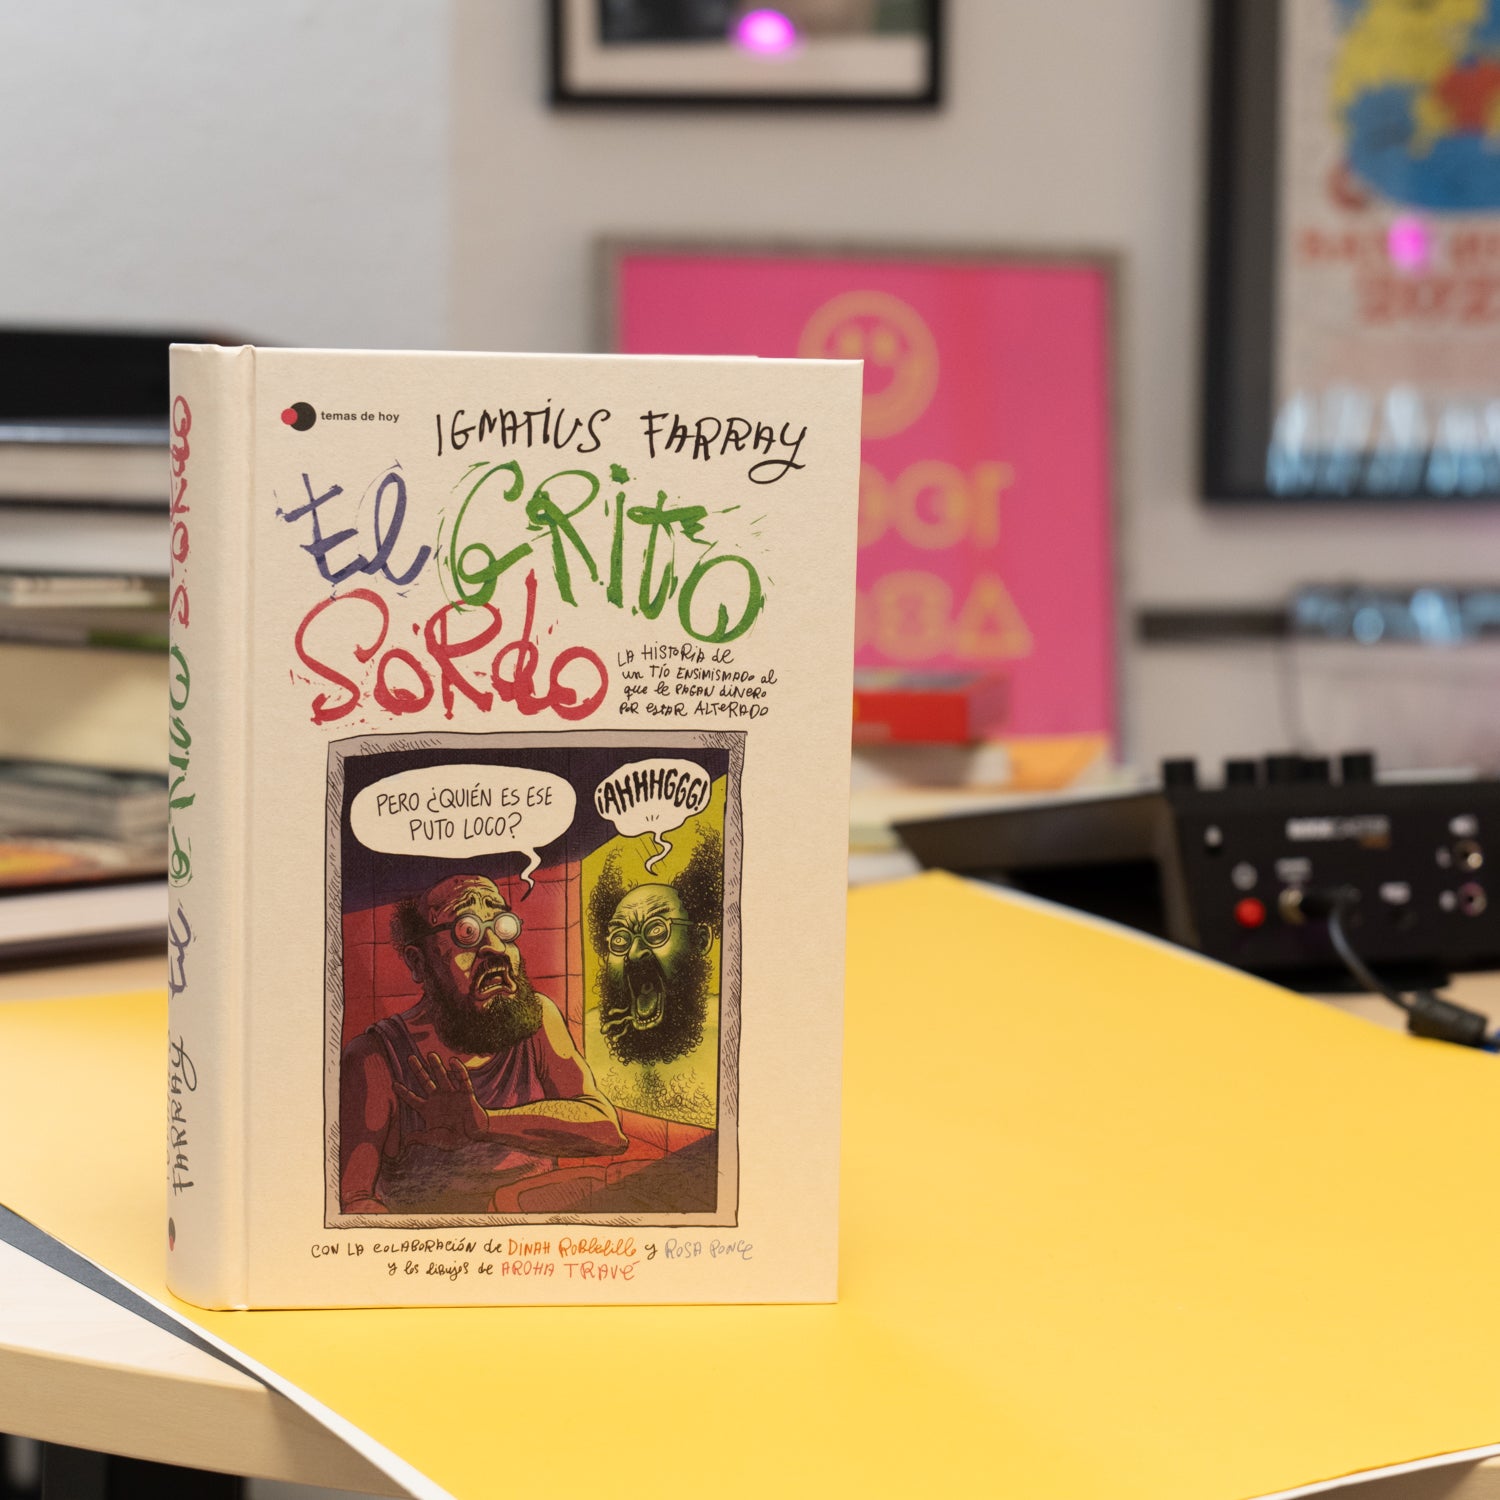 temas de hoy
IGNATIUS FARRAY
El GRITO
SORDO
LA HISTORIA de
un TÍO ENSIMISMADO al
que le PAGAN diNERO
POR estar ALTERADO
PERO ¿QUIÉN ES ESE
PUTO LOCO?
¡AHHHGGG!
CON LA COLABORACIÓN de DINAH ROBLEdillo y ROSA PONCE
y los dibujos de AROHA TRAVÉ
FARRAY El GRITO SORDO